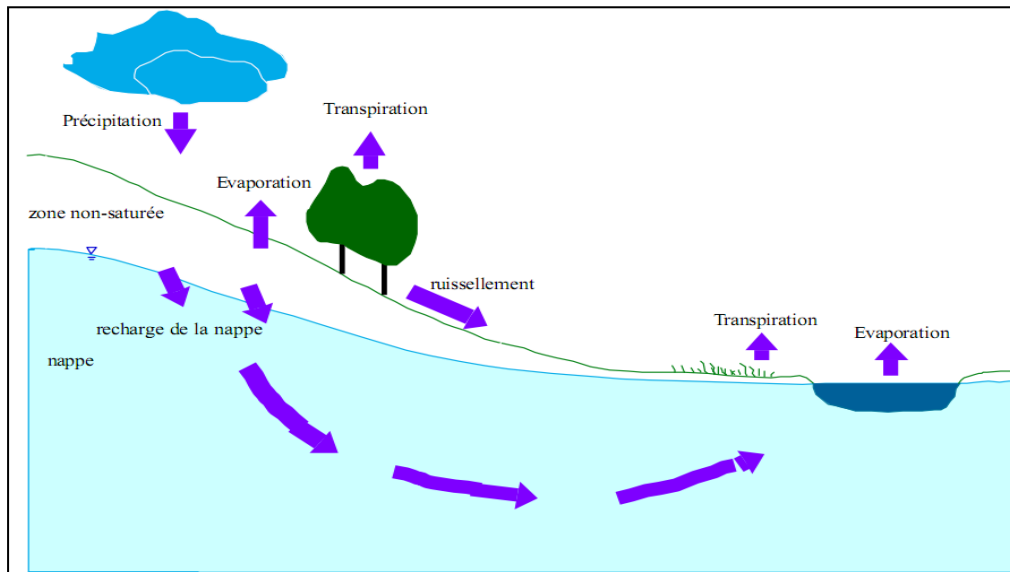 Transpiration
Précipitation
Evaporation
zone non-saturée
ruissellement
Transpiration
Evaporation
recharge de la nappe
nappe